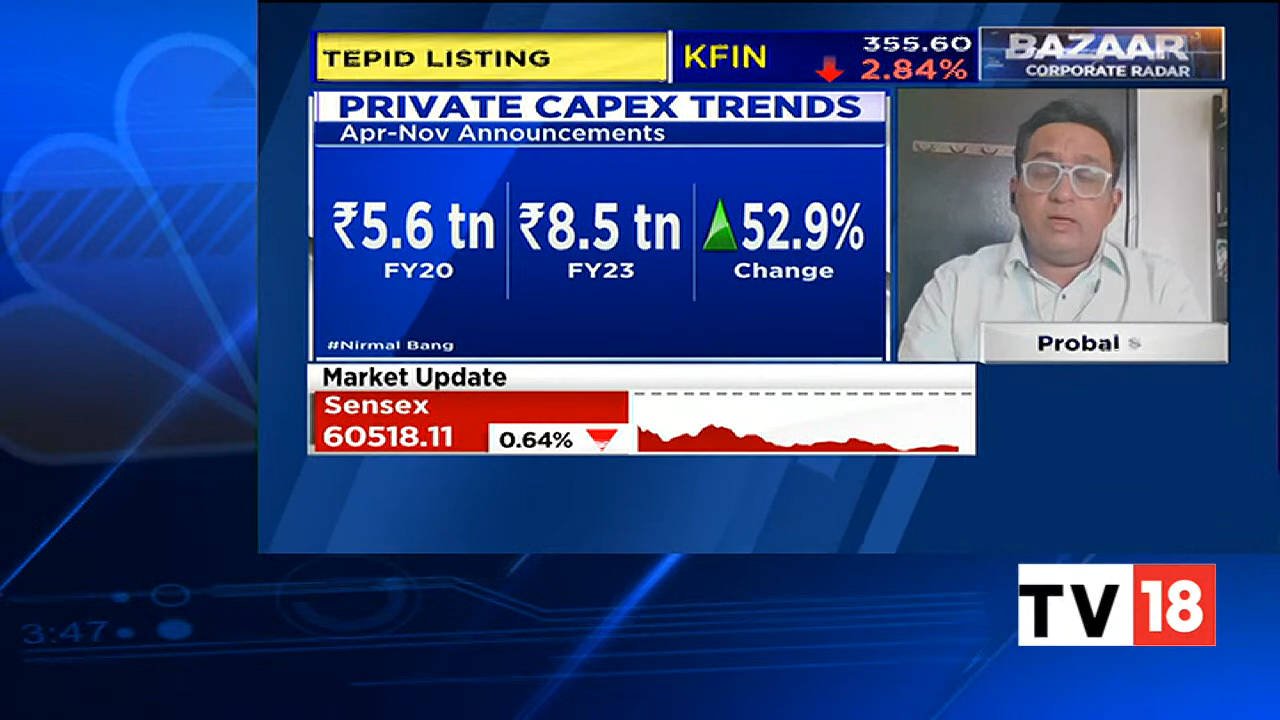 TEPID LISTING
KFIN
355.60
2.84%
BAZAAR
CORPORATE RADAR
PRIVATE CAPEX TRENDS
Apr-Nov Announcements
₹5.6 tn
FY20
₹8.5 tn
FY23
52.9%
Change
#Nirmal Bang
Probal
Market Update
Sensex
60518.11
0.64%
TV18
3:47